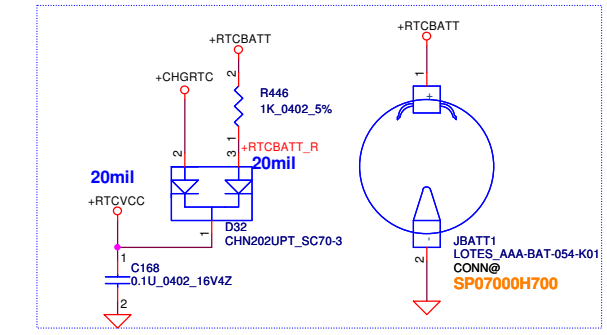 +RTCBATT
+RTCBATT
+CHGRTC
2
R446
1K_0402_5%
1
1
+RTCBATT_R
2
3
20mil
20mil
+RTCVCC
+
D32
CHN202UPT_SC70-3
1
1
C168
0.1U_0402_16V4Z
2
-
2
JBATT1
LOTES_AAA-BAT-054-K01
CONN@
SP07000H700